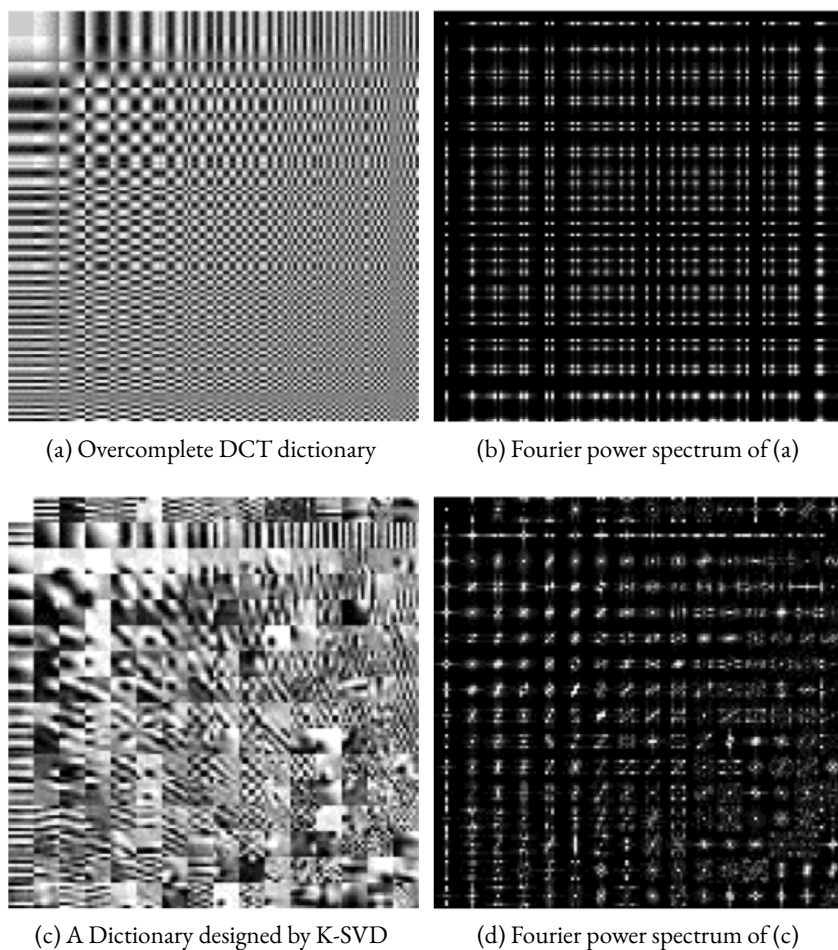 (a) Overcomplete DCT dictionary
(b) Fourier power spectrum of (a)
(c) A Dictionary designed by K-SVD
(d) Fourier power spectrum of (c)